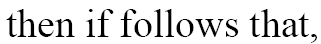 then if follows that,